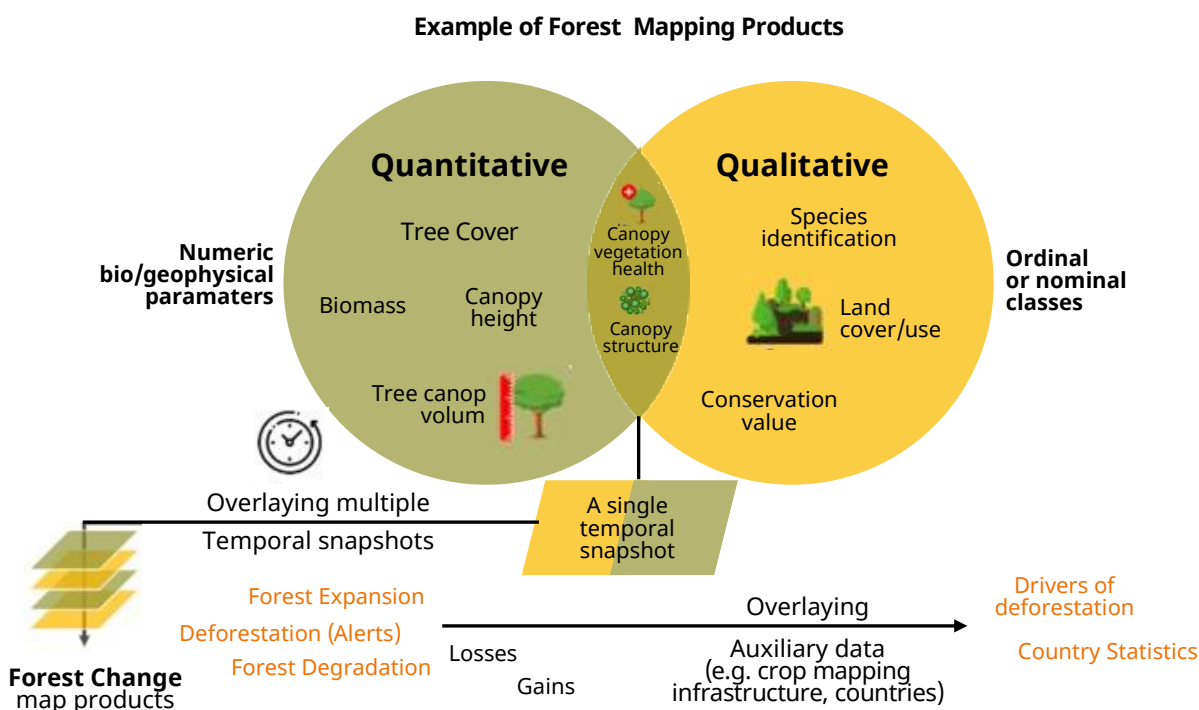 Example of Forest Mapping Products
Quantitative
Qualitative
Tree Cover
Biomass
Canopy
height
Tree canop
volum
Numeric
bio/geophysical
paramaters
Canopy
vegetation
health
Canopy
structure
Species
identification
Land
cover/use
Conservation
value
Ordinal
or nominal
classes
A single
temporal
snapshot
Overlaying multiple
Temporal snapshots
Forest Change
map products
Forest Expansion
Deforestation (Alerts)
Forest Degradation
Losses
Gains
Overlaying
Auxiliary data
(e.g. crop mapping
infrastructure, countries)
Drivers of
deforestation
Country Statistics